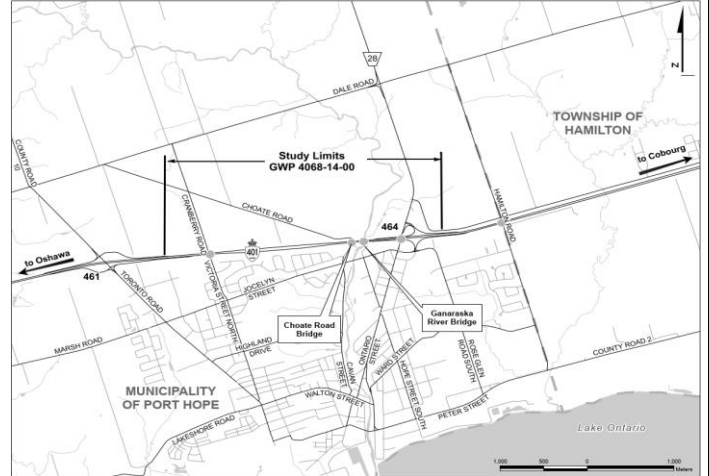 28
N
DALE ROAD
TOWNSHIP OF
HAMILTON
COUNTY ROAD
10
Study Limits
GWP 4068-14-00
to Cobourg
CHOATE ROAD
CRANBERRY ROAD
464
HAMILTON ROAD
401
to Oshawa
461
TORONTO ROAD
VICTORIA STREET NORTH
JOCELYN
STREET
MARSH ROAD
Choate Road
Bridge
Ganaraska
River Bridge
HIGHLAND
DRIVE
CAVAN
STREET
ONTARIO
STREET
WARD STREET
HOPE STREET SOUTH
ROSE GLEN
ROAD SOUTH
COUNTY ROAD 2
MUNICIPALITY
OF PORT HOPE
WALTON STREET
PETER STREET
LAKESHORE ROAD
Lake Ontario
1,000
500
0
1,000
Meters